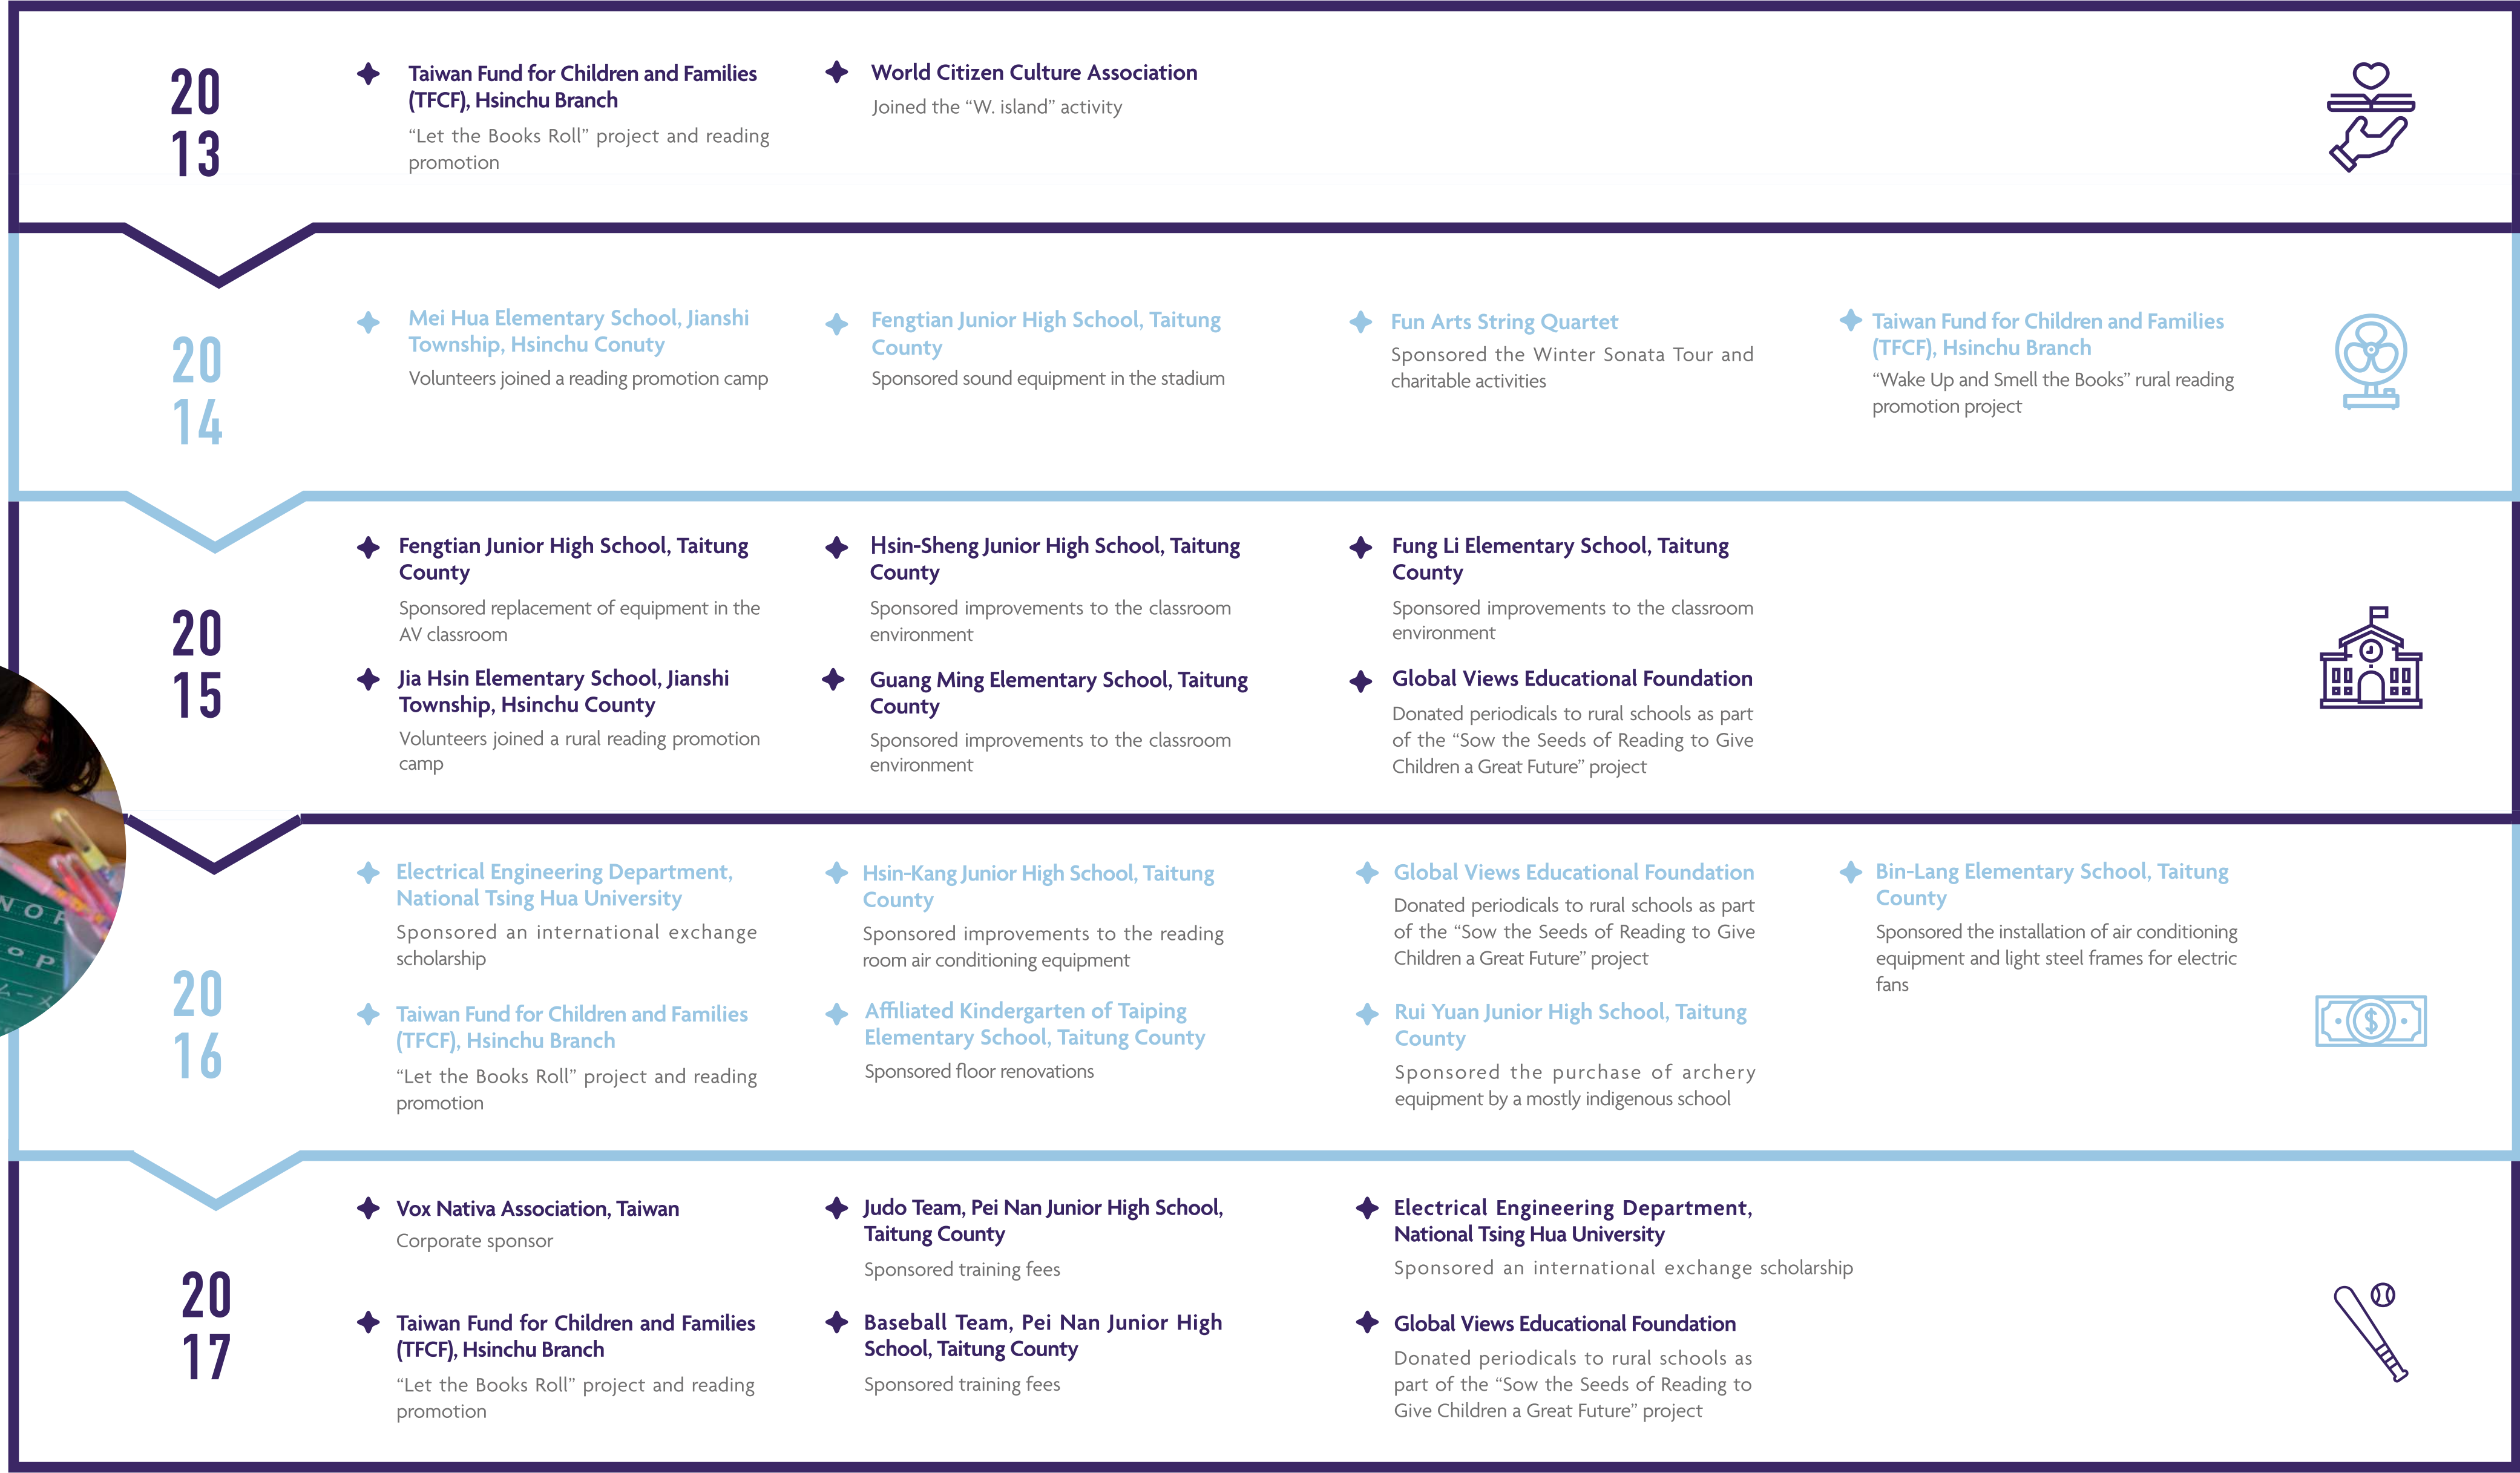 20
13
Taiwan Fund for Children and Families
(TFCF), Hsinchu Branch
“Let the Books Roll” project and reading
promotion
World Citizen Culture Association
Joined the “W. island” activity
20
14
Mei Hua Elementary School, Jianshi
Township, Hsinchu Conuty
Volunteers joined a reading promotion camp
Fengtian Junior High School, Taitung
County
Sponsored sound equipment in the stadium
Fun Arts String Quartet
Sponsored the Winter Sonata Tour and
charitable activities
Taiwan Fund for Children and Families
(TFCF), Hsinchu Branch
“Wake Up and Smell the Books” rural reading
promotion project
20
15
Fengtian Junior High School, Taitung
County
Sponsored replacement of equipment in the
AV classroom
Hsin-Sheng Junior High School, Taitung
County
Sponsored improvements to the classroom
environment
Fung Li Elementary School, Taitung
County
Sponsored improvements to the classroom
environment
Jia Hsin Elementary School, Jianshi
Township, Hsinchu County
Volunteers joined a rural reading promotion
camp
Guang Ming Elementary School, Taitung
County
Sponsored improvements to the classroom
environment
Global Views Educational Foundation
Donated periodicals to rural schools as part
of the “Sow the Seeds of Reading to Give
Children a Great Future” project
20
16
Electrical Engineering Department,
National Tsing Hua University
Sponsored an international exchange
scholarship
Hsin-Kang Junior High School, Taitung
County
Sponsored improvements to the reading
room air conditioning equipment
Global Views Educational Foundation
Donated periodicals to rural schools as part
of the “Sow the Seeds of Reading to Give
Children a Great Future” project
Bin-Lang Elementary School, Taitung
County
Sponsored the installation of air conditioning
equipment and light steel frames for electric
fans
Taiwan Fund for Children and Families
(TFCF), Hsinchu Branch
“Let the Books Roll” project and reading
promotion
Affiliated Kindergarten of Taiping
Elementary School, Taitung County
Sponsored floor renovations
Rui Yuan Junior High School, Taitung
County
Sponsored the purchase of archery
equipment by a mostly indigenous school
$
20
17
Vox Nativa Association, Taiwan
Corporate sponsor
Judo Team, Pei Nan Junior High School,
Taitung County
Sponsored training fees
Electrical Engineering Department,
National Tsing Hua University
Sponsored an international exchange scholarship
Taiwan Fund for Children and Families
(TFCF), Hsinchu Branch
“Let the Books Roll” project and reading
promotion
Baseball Team, Pei Nan Junior High
School, Taitung County
Sponsored training fees
Global Views Educational Foundation
Donated periodicals to rural schools as
part of the “Sow the Seeds of Reading to
Give Children a Great Future” project